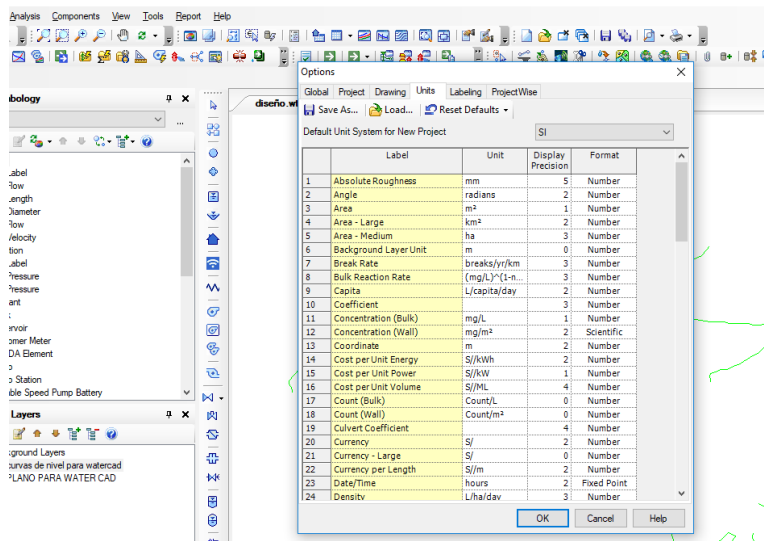 Analysis Components View Tools Report Help
Options
Global Project Drawing Units Labeling ProjectWise
Save As... Load... Reset Defaults
Default Unit System for New Project SI
Label Unit Display Precision Format
1 Absolute Roughness mm 5 Number
2 Angle radians 2 Number
3 Area m² 1 Number
4 Area - Large km² 2 Number
5 Area - Medium ha 3 Number
6 Background Layer Unit m 0 Number
7 Break Rate breaks/yr/km 3 Number
8 Bulk Reaction Rate (mg/L)^(1-n... 3 Number
9 Capita L/capita/day 2 Number
10 Coefficient 3 Number
11 Concentration (Bulk) mg/L 1 Number
12 Concentration (Wall) mg/m² 2 Scientific
13 Coordinate m 2 Number
14 Cost per Unit Energy S//kWh 2 Number
15 Cost per Unit Power S//kW 1 Number
16 Cost per Unit Volume S//ML 4 Number
17 Count (Bulk) Count/L 0 Number
18 Count (Wall) Count/m² 0 Number
19 Culvert Coefficient 4 Number
20 Currency S/ 2 Number
21 Currency - Large S/ 0 Number
22 Currency per Length S//m 2 Number
23 Date/Time hours 2 Fixed Point
24 Density L/ha/day 3 Number
OK Cancel Help
diseño.w
bology
...
abel
low
ength
Diameter
low
elocity
tion
abel
Pressure
Pressure
ant
ervoir
omer Meter
DA Element
o
o Station
ble Speed Pump Battery
Layers
kground Layers
curvas de nivel para watercad
PLANO PARA WATER CAD